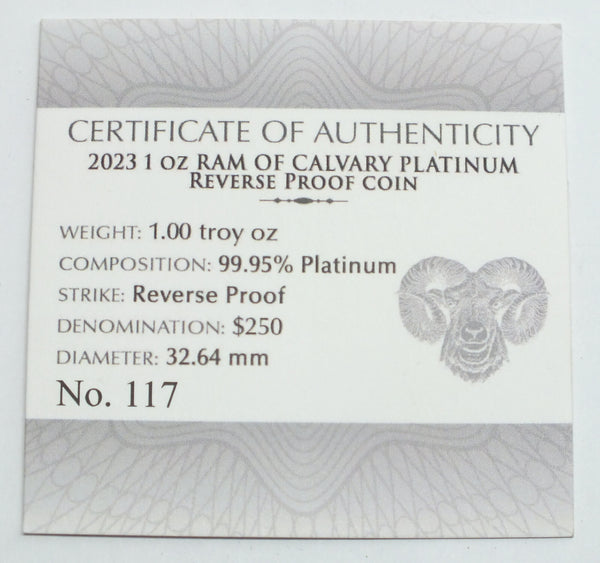 CERTIFICATE OF AUTHENTICITY
2023 1 OZ RAM OF CALVARY PLATINUM
REVERSE PROOF COIN
WEIGHT: 1.00 troy oz
COMPOSITION: 99.95% Platinum
STRIKE: Reverse Proof
DENOMINATION: $250
DIAMETER: 32.64 mm
No. 117